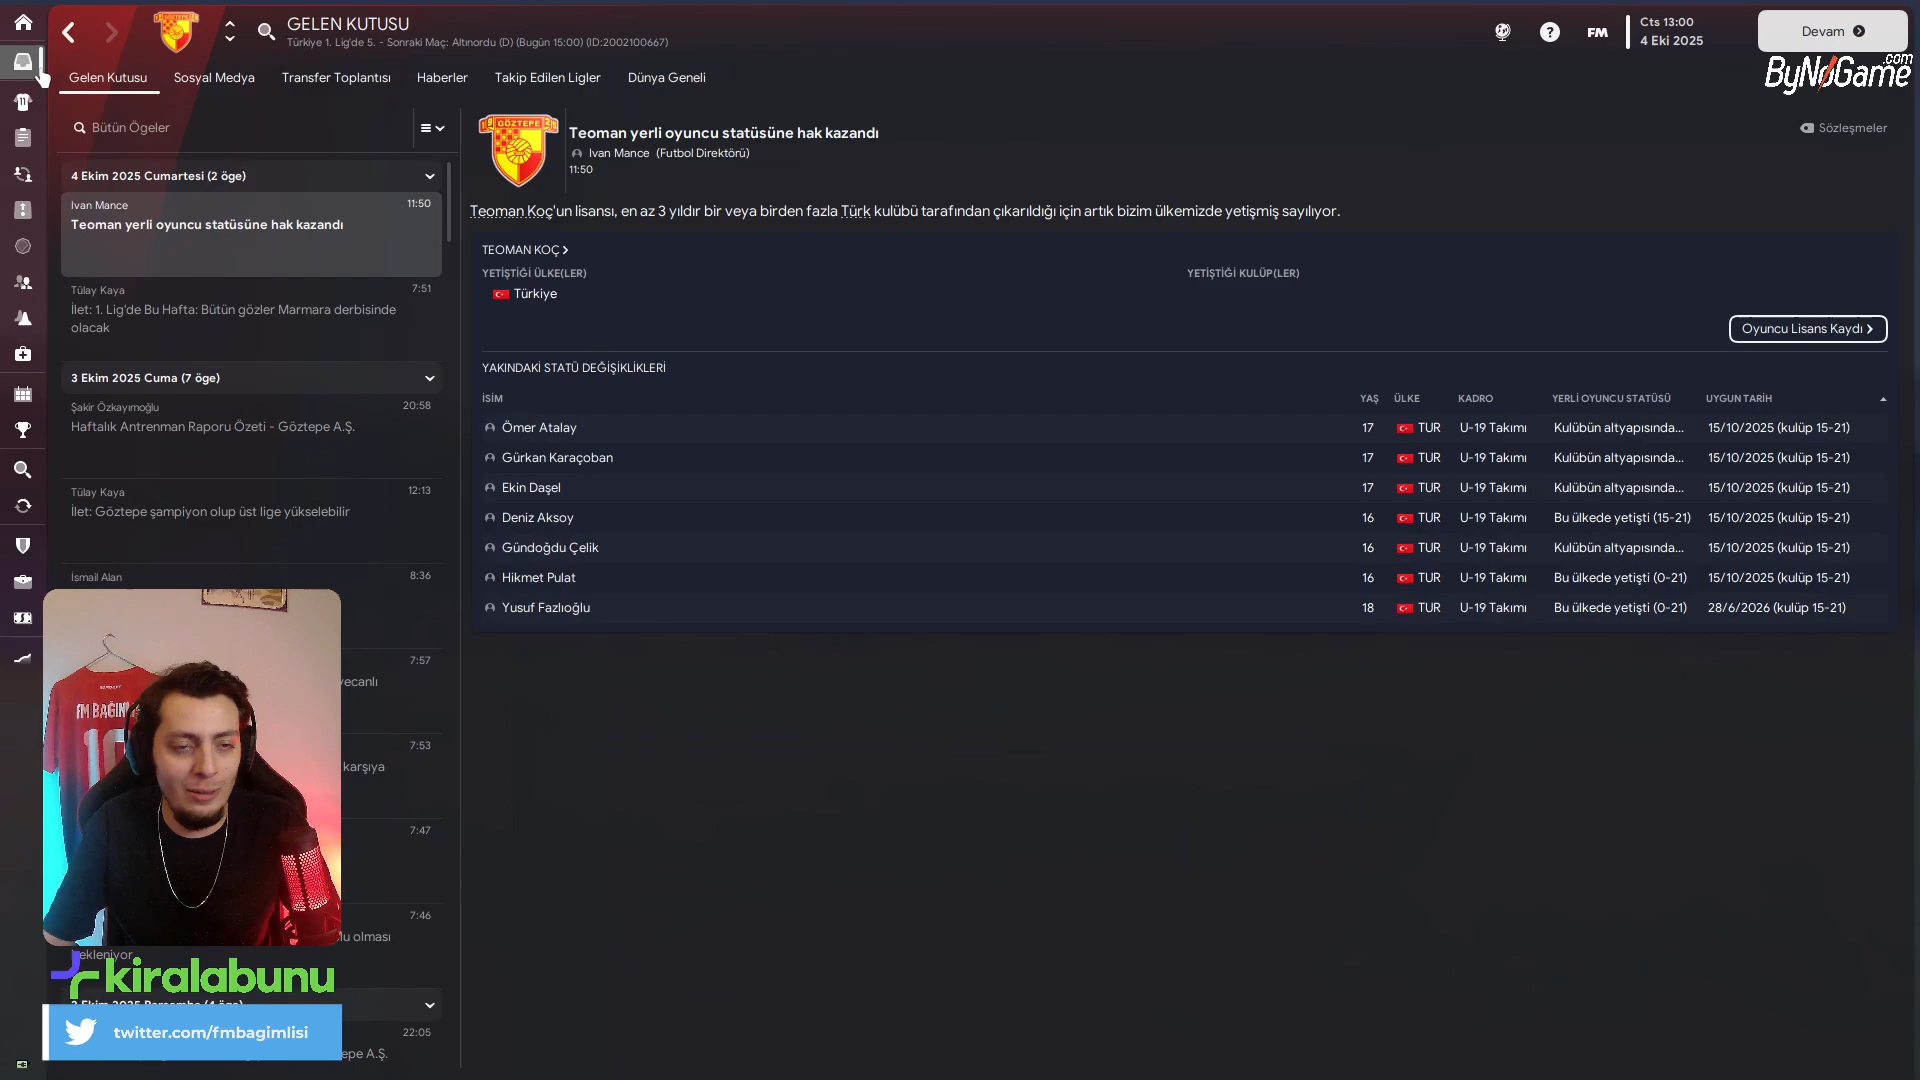 GELEN KUTUSU
Türkiye 1. Lig'de 5. - Sonraki Maç: Altınordu (D) (Bugün 15:00) (ID:2002100667)
FM
Cts 13:00
4 Eki 2025
Devam
ByNoGame.com
Gelen Kutusu
Sosyal Medya
Transfer Toplantısı
Haberler
Takip Edilen Ligler
Dünya Geneli
Bütün Ögeler
4 Ekim 2025 Cumartesi (2 öge)
Ivan Mance 11:50
Teoman yerli oyuncu statüsüne hak kazandı
Tülay Kaya 7:51
İlet: 1. Lig'de Bu Hafta: Bütün gözler Marmara derbisinde
olacak
3 Ekim 2025 Cuma (7 öge)
Şakir Özkayımoğlu 20:58
Haftalık Antrenman Raporu Özeti - Göztepe A.Ş.
Tülay Kaya 12:13
İlet: Göztepe şampiyon olup üst lige yükselebilir
İsmail Alan 8:36
7:57
yecanlı
7:53
karşıya
7:47
7:46
lu olması
bekleniyor
22:05
epe A.Ş.
GÖZTEPE
Teoman yerli oyuncu statüsüne hak kazandı
Ivan Mance (Futbol Direktörü)
11:50
Sözleşmeler
Teoman Koç'un lisansı, en az 3 yıldır bir veya birden fazla Türk kulübü tarafından çıkarıldığı için artık bizim ülkemizde yetişmiş sayılıyor.
TEOMAN KOÇ
YETİŞTİĞİ ÜLKE(LER) YETİŞTİĞİ KULÜP(LER)
Türkiye
Oyuncu Lisans Kaydı
YAKINDAKİ STATÜ DEĞİŞİKLİKLERİ
İSİM YAŞ ÜLKE KADRO YERLİ OYUNCU STATÜSÜ UYGUN TARİH
Ömer Atalay 17 TUR U-19 Takımı Kulübün altyapısında... 15/10/2025 (kulüp 15-21)
Gürkan Karaçoban 17 TUR U-19 Takımı Kulübün altyapısında... 15/10/2025 (kulüp 15-21)
Ekin Daşel 17 TUR U-19 Takımı Kulübün altyapısında... 15/10/2025 (kulüp 15-21)
Deniz Aksoy 16 TUR U-19 Takımı Bu ülkede yetişti (15-21) 15/10/2025 (kulüp 15-21)
Gündoğdu Çelik 16 TUR U-19 Takımı Kulübün altyapısında... 15/10/2025 (kulüp 15-21)
Hikmet Pulat 16 TUR U-19 Takımı Bu ülkede yetişti (0-21) 15/10/2025 (kulüp 15-21)
Yusuf Fazlıoğlu 18 TUR U-19 Takımı Bu ülkede yetişti (0-21) 28/6/2026 (kulüp 15-21)
FM BAĞIML
10
kiralabunu
twitter.com/fmbagimlisi